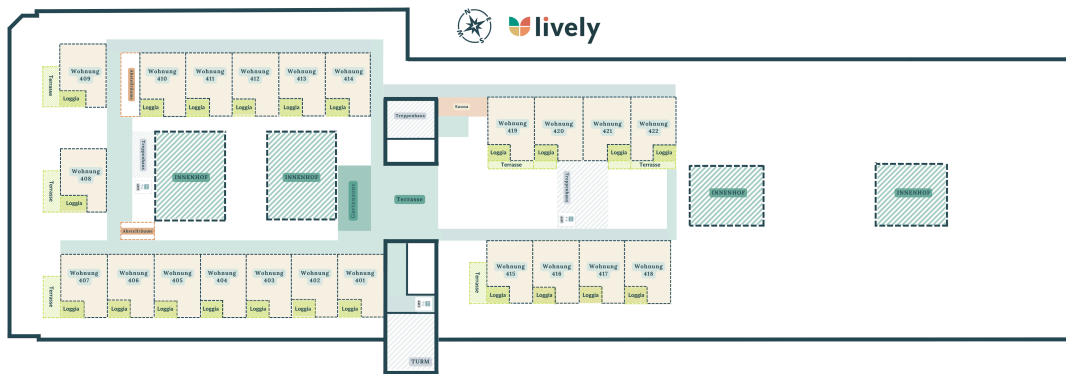 N
E
S
W
lively
Wohnung
409
Loggia
Terrasse
Abstellräume
Wohnung
410
Loggia
Wohnung
411
Loggia
Wohnung
412
Loggia
Wohnung
413
Loggia
Wohnung
414
Loggia
Treppenhaus
Sauna
Wohnung
419
Loggia
Wohnung
420
Loggia
Wohnung
421
Loggia
Wohnung
422
Loggia
Terrasse
Terrasse
Wohnung
408
Loggia
Terrasse
Treppenhaus
INNENHOF
INNENHOF
Terrasse
Treppenhaus
INNENHOF
INNENHOF
Abstellräume
Wohnung
407
Loggia
Terrasse
Wohnung
406
Loggia
Wohnung
405
Loggia
Wohnung
404
Loggia
Wohnung
403
Loggia
Wohnung
402
Loggia
Wohnung
401
Loggia
Terrasse
Wohnung
415
Loggia
Wohnung
416
Loggia
Wohnung
417
Loggia
Wohnung
418
Loggia
TURM